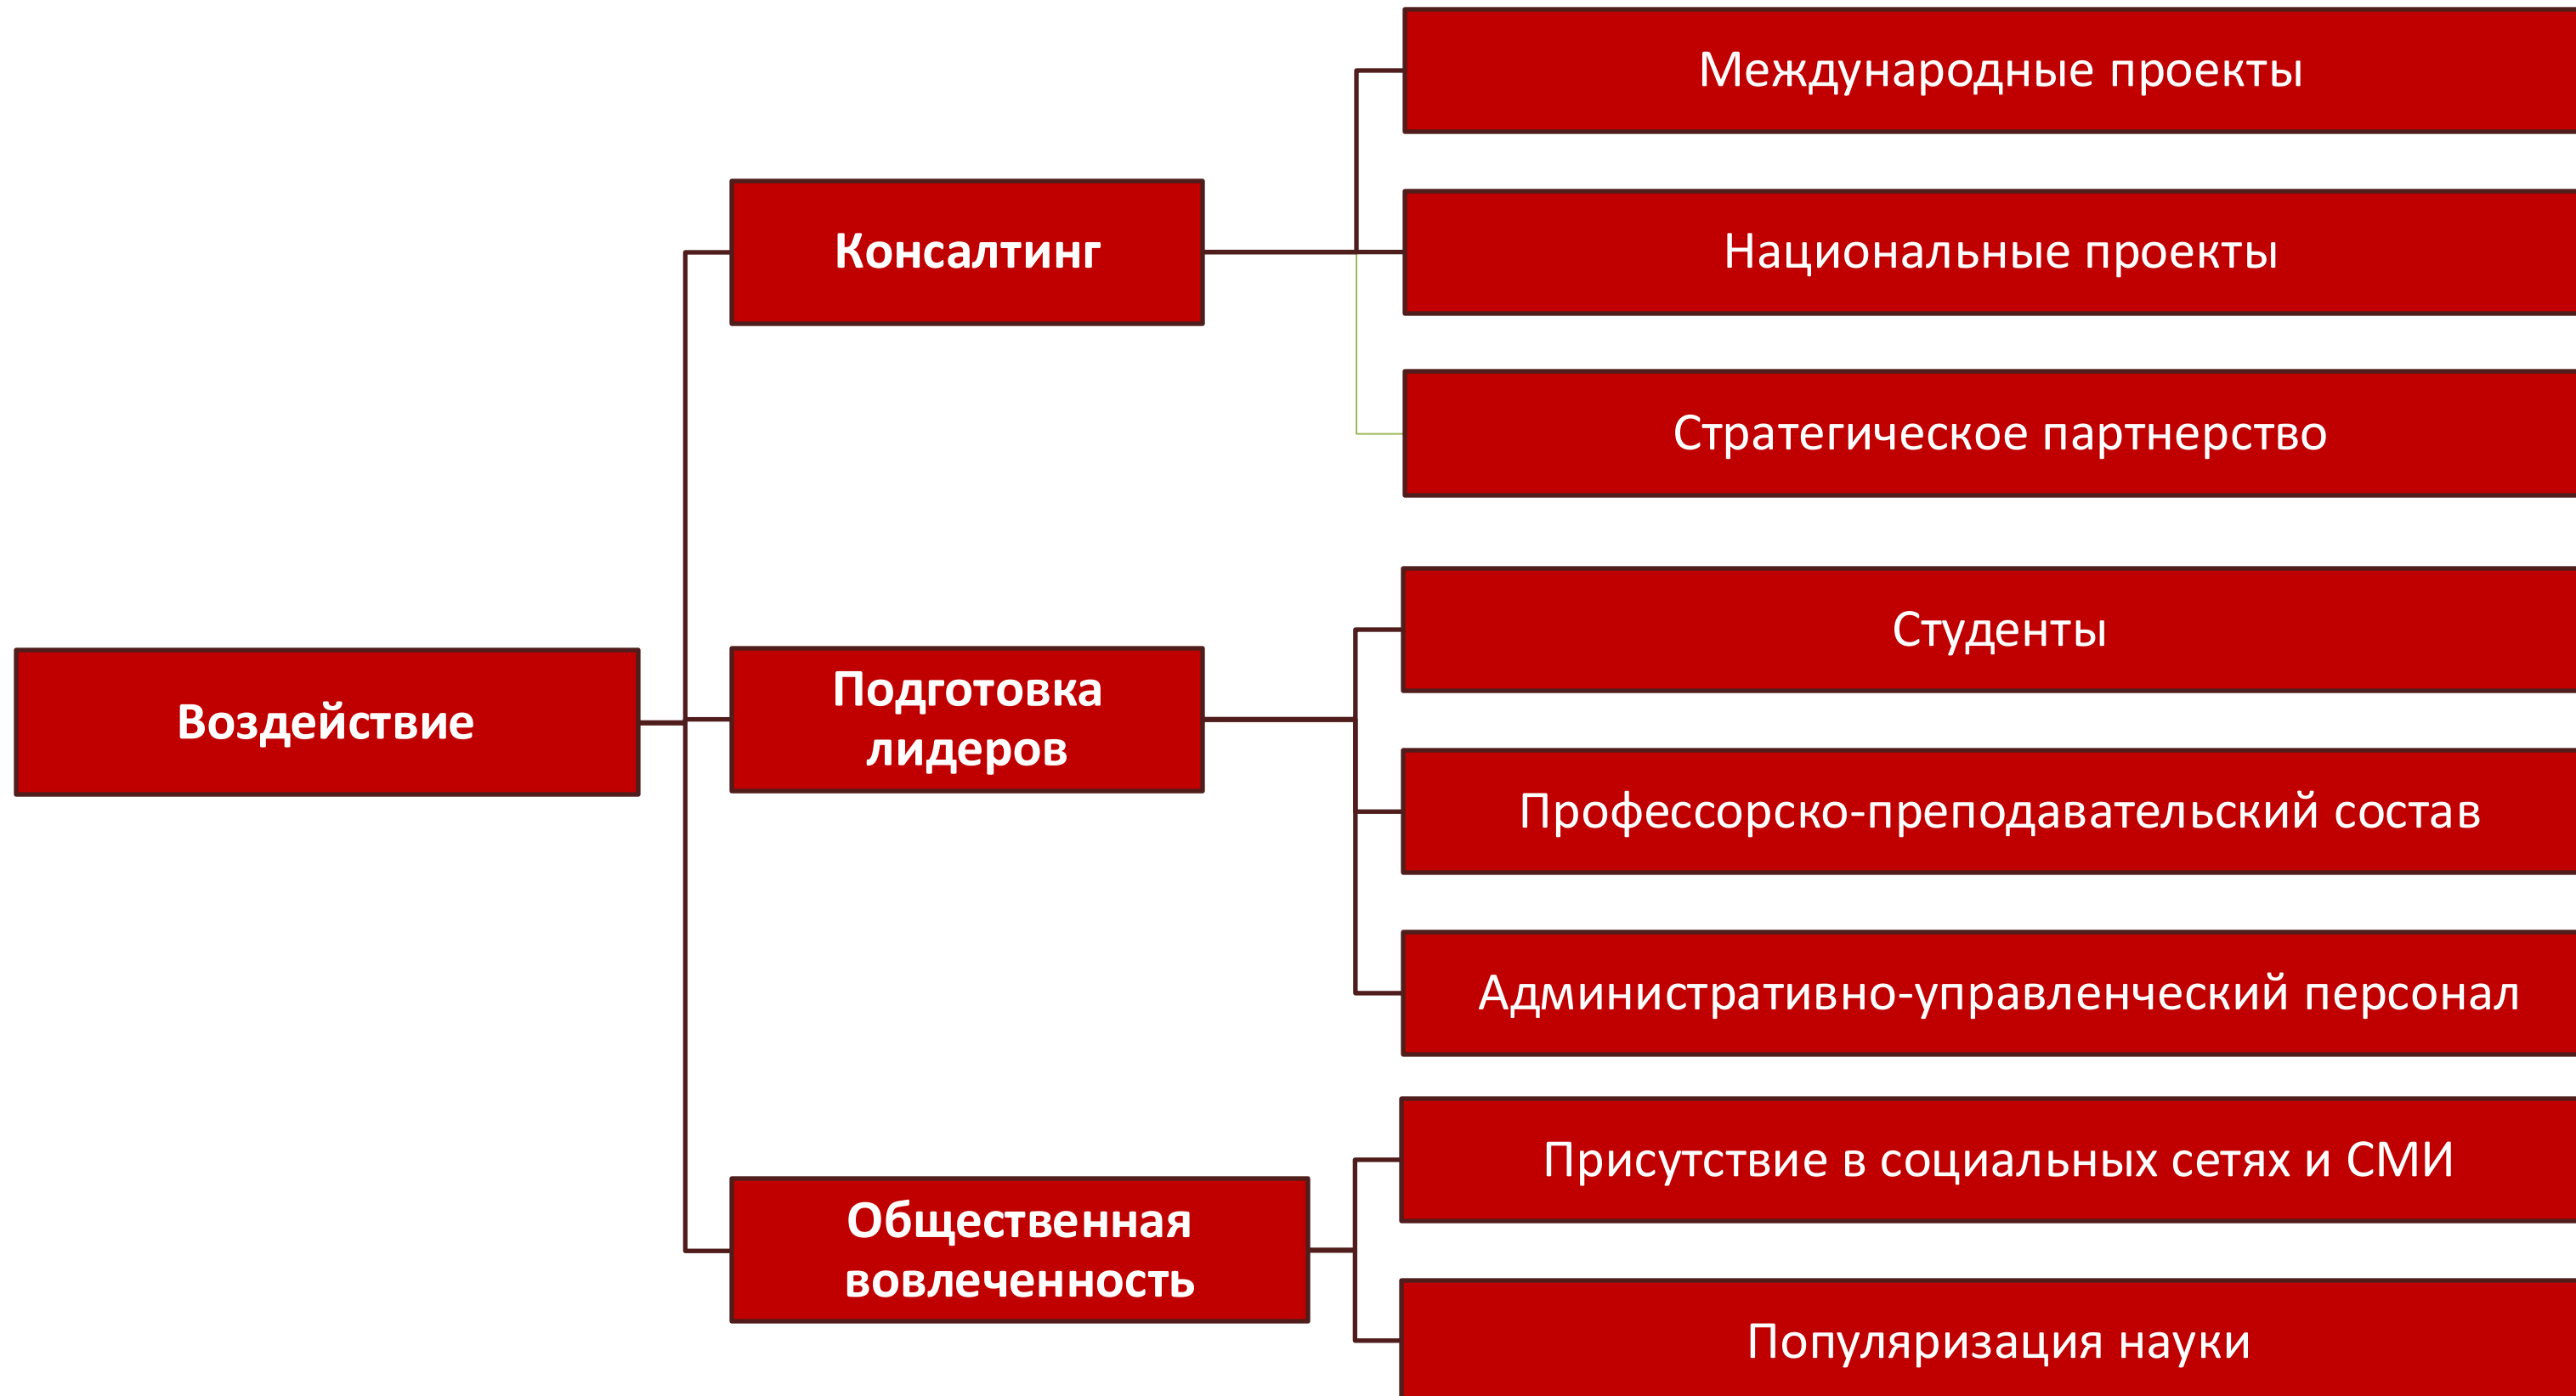 Международные проекты
Консалтинг
Национальные проекты
Стратегическое партнерство
Студенты
Воздействие
Подготовка
лидеров
Профессорско-преподавательский состав
Административно-управленческий персонал
Присутствие в социальных сетях и СМИ
Общественная
вовлеченность
Популяризация науки